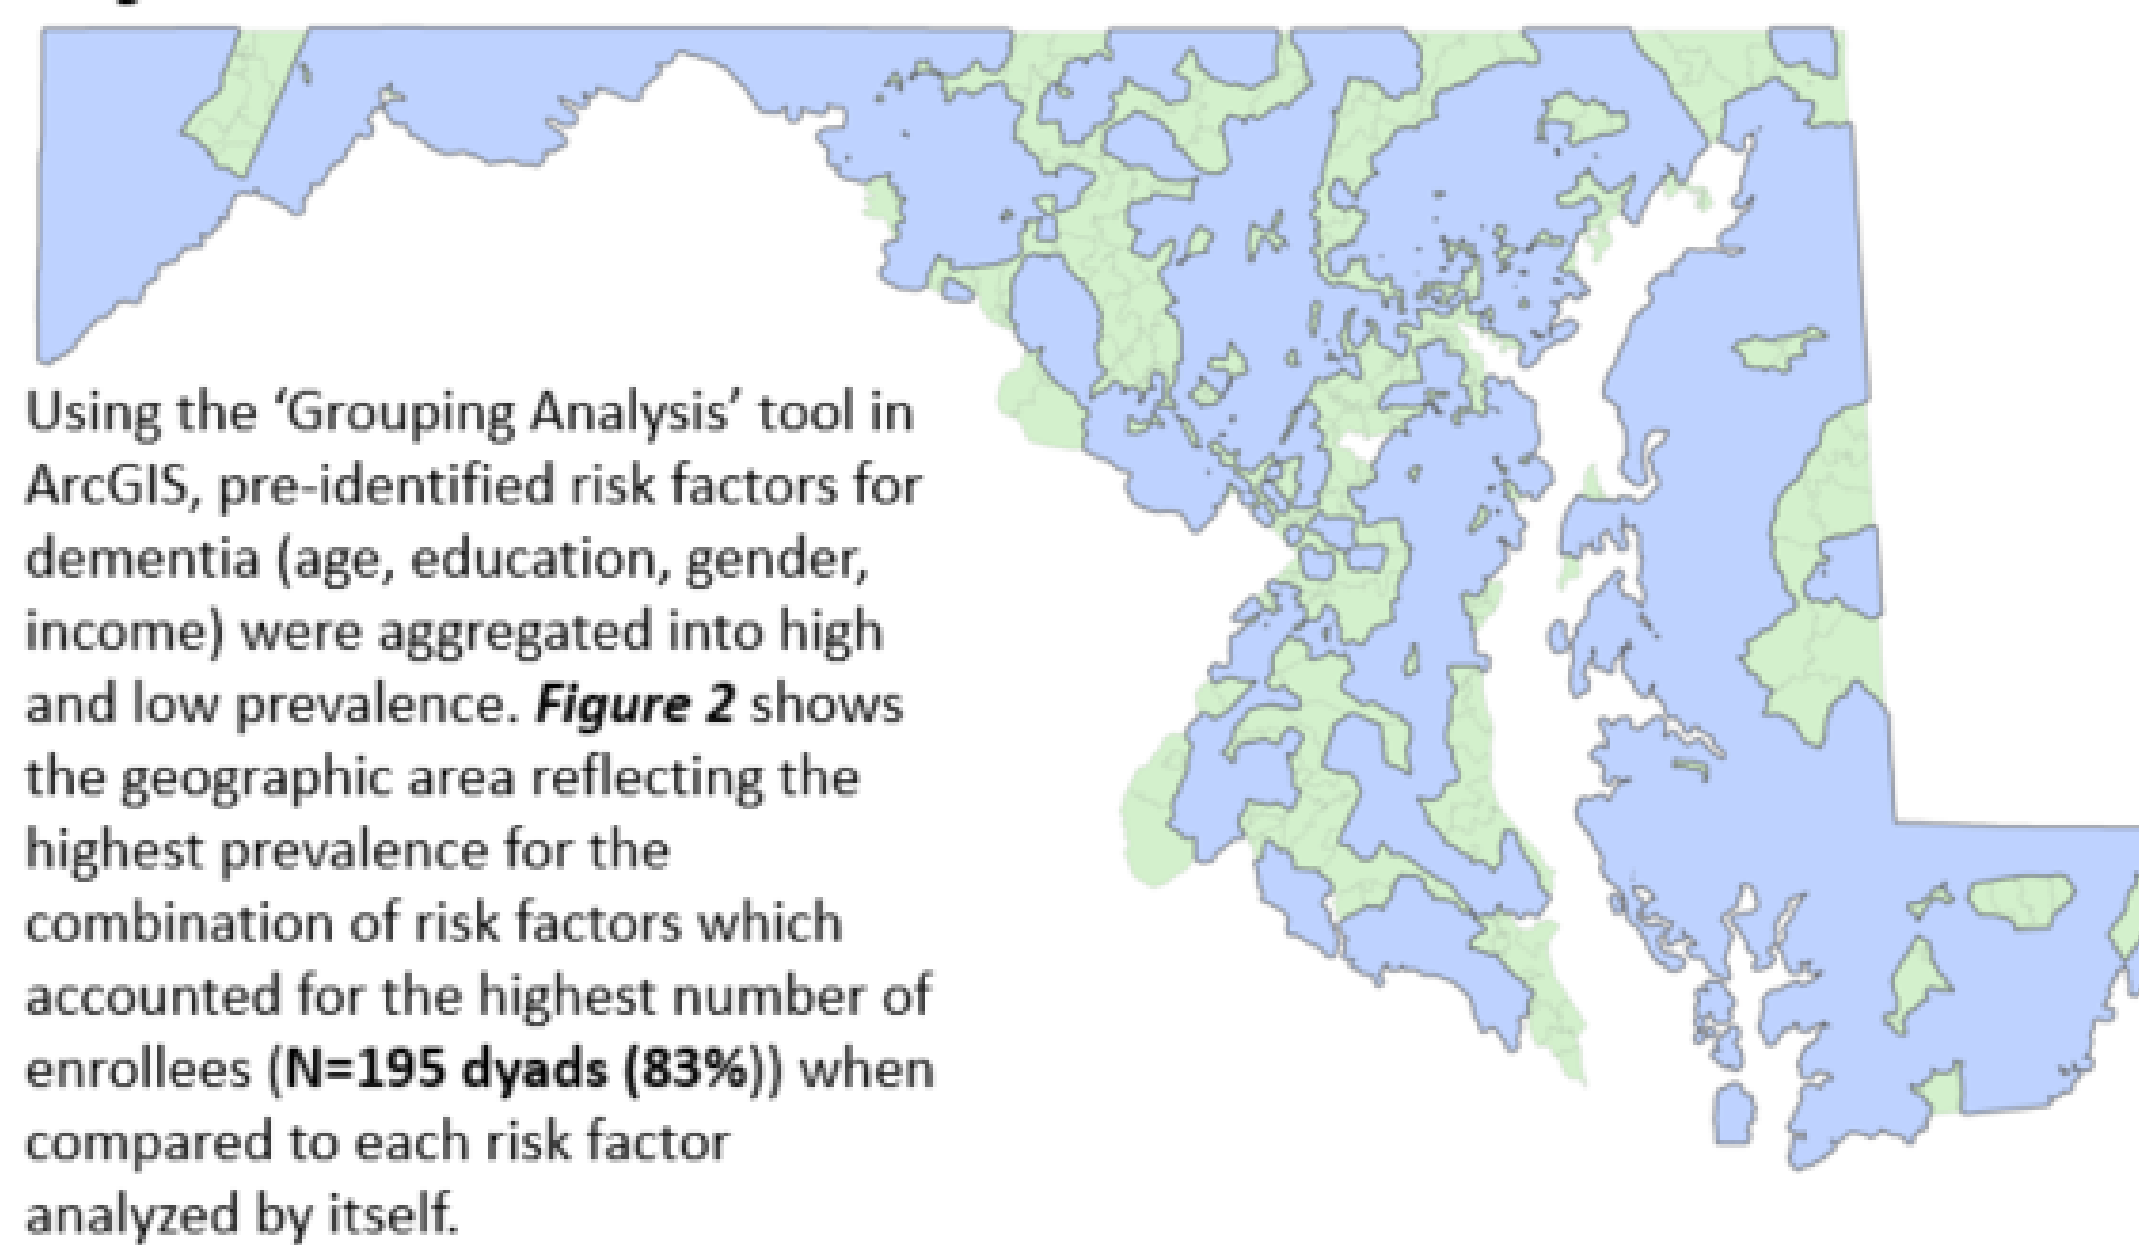 Using the ‘Grouping Analysis’ tool in
ArcGIS, pre-identified risk factors for
dementia (age, education, gender,
income) were aggregated into high
and low prevalence. Figure 2 shows
the geographic area reflecting the
highest prevalence for the
combination of risk factors which
accounted for the highest number of
enrollees (N=195 dyads (83%)) when
compared to each risk factor
analyzed by itself.